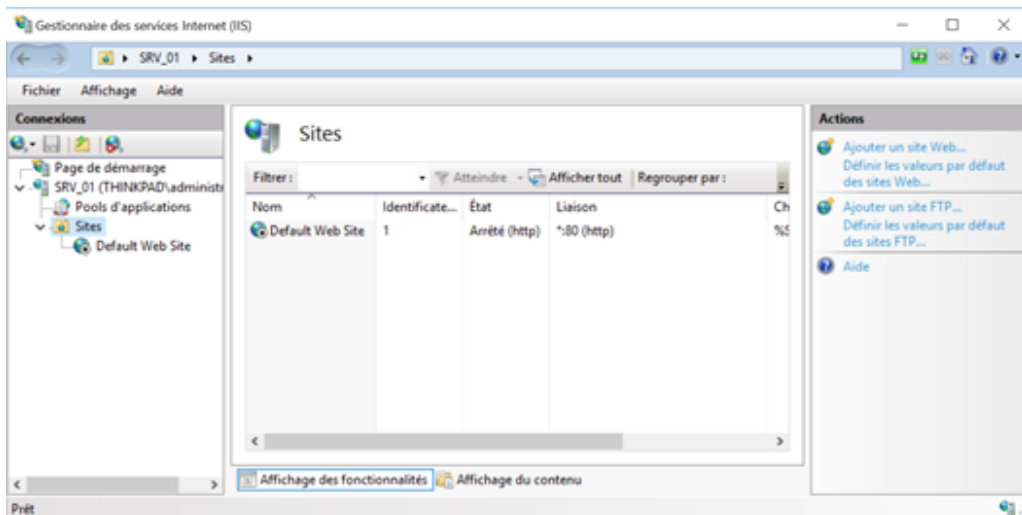 Gestionnaire des services Internet (IIS)
SRV_01 Sites
Fichier Affichage Aide
Connexions
Page de démarrage
SRV_01 (THINKPAD\administr
Pools d'applications
Sites
Default Web Site
Sites
Filtrer : Atteindre Afficher tout Regrouper par :
Nom Identificate... État Liaison Ch
Default Web Site 1 Arrêté (http) *:80 (http) %S
Affichage des fonctionnalités Affichage du contenu
Actions
Ajouter un site Web...
Définir les valeurs par défaut
des sites Web...
Ajouter un site FTP...
Définir les valeurs par défaut
des sites FTP...
Aide
Prêt